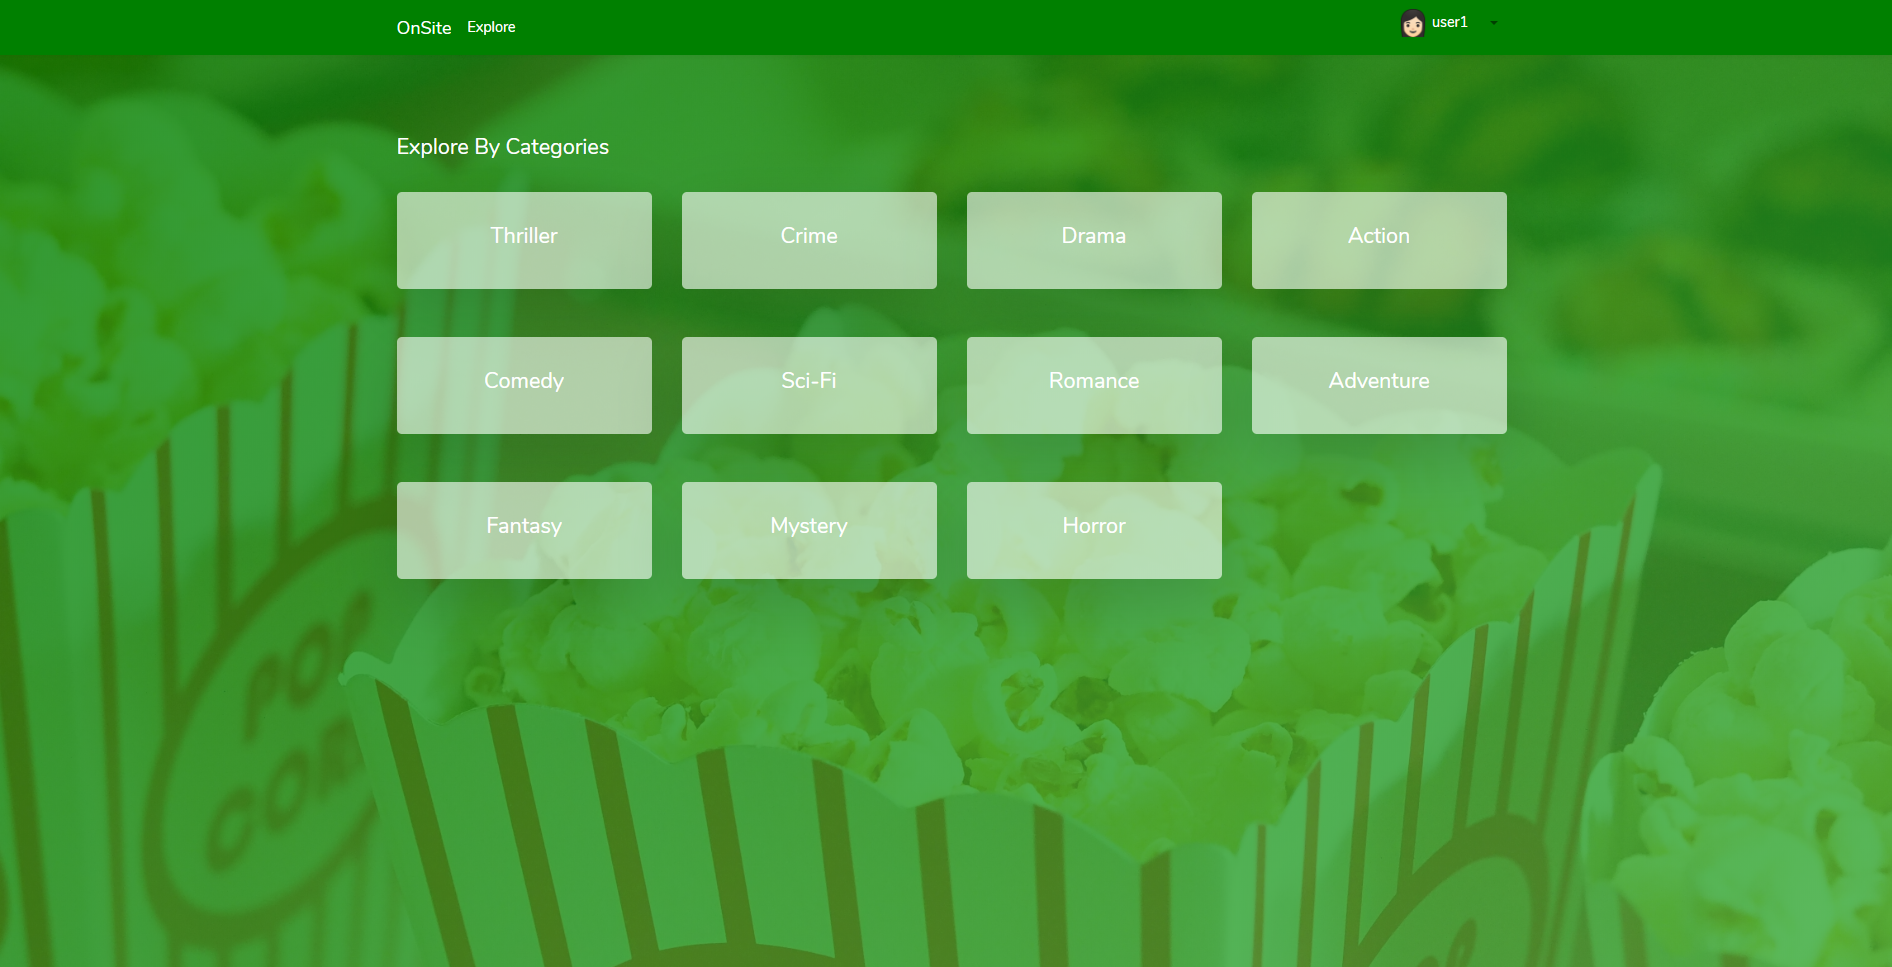 OnSite Explore user1
Explore By Categories
Thriller Crime Drama Action
Comedy Sci-Fi Romance Adventure
Fantasy Mystery Horror
POP
CORN